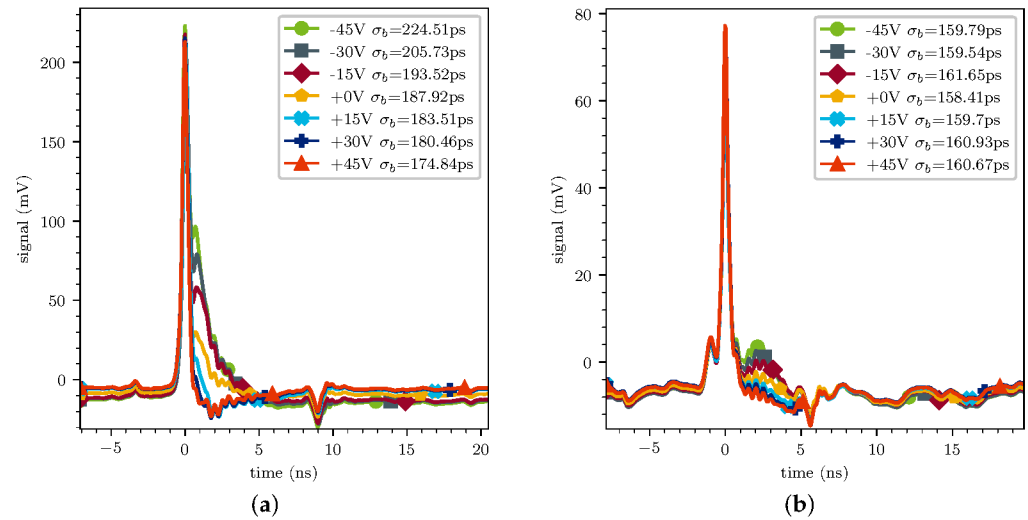 -45V σb=224.51ps
-30V σb=205.73ps
-15V σb=193.52ps
+0V σb=187.92ps
+15V σb=183.51ps
+30V σb=180.46ps
+45V σb=174.84ps
200
150
100
50
0
signal (mV)
−5 0 5 10 15 20
time (ns)
(a)
-45V σb=159.79ps
-30V σb=159.54ps
-15V σb=161.65ps
+0V σb=158.41ps
+15V σb=159.7ps
+30V σb=160.93ps
+45V σb=160.67ps
80
60
40
20
0
signal (mV)
−5 0 5 10 15
time (ns)
(b)